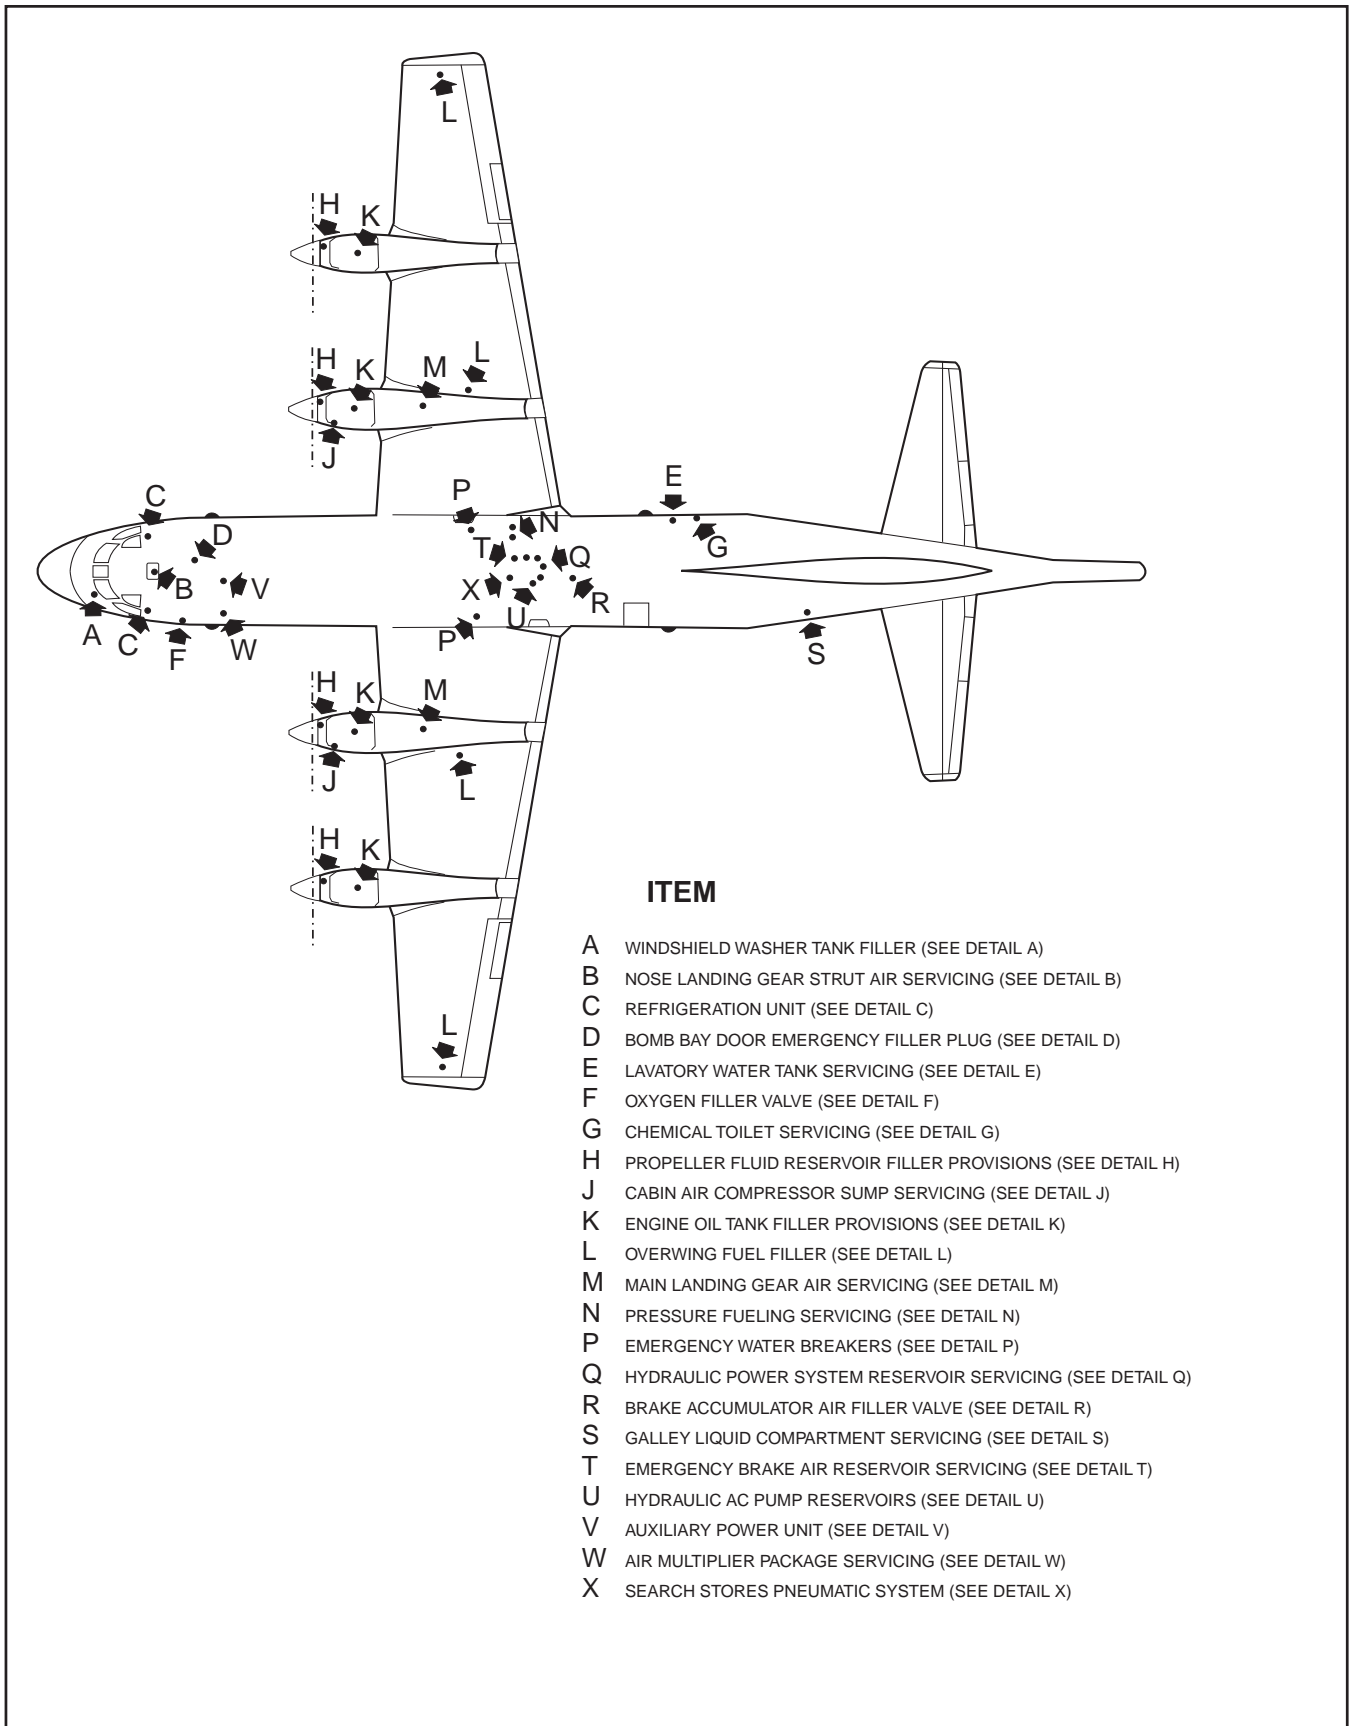 L
H
K
H
K
M
L
J
C
D
P
N
E
G
T
Q
B
V
X
R
U
A
C
F
W
P
S
H
K
M
J
L
H
K
L
ITEM
A WINDSHIELD WASHER TANK FILLER (SEE DETAIL A)
B NOSE LANDING GEAR STRUT AIR SERVICING (SEE DETAIL B)
C REFRIGERATION UNIT (SEE DETAIL C)
D BOMB BAY DOOR EMERGENCY FILLER PLUG (SEE DETAIL D)
E LAVATORY WATER TANK SERVICING (SEE DETAIL E)
F OXYGEN FILLER VALVE (SEE DETAIL F)
G CHEMICAL TOILET SERVICING (SEE DETAIL G)
H PROPELLER FLUID RESERVOIR FILLER PROVISIONS (SEE DETAIL H)
J CABIN AIR COMPRESSOR SUMP SERVICING (SEE DETAIL J)
K ENGINE OIL TANK FILLER PROVISIONS (SEE DETAIL K)
L OVERWING FUEL FILLER (SEE DETAIL L)
M MAIN LANDING GEAR AIR SERVICING (SEE DETAIL M)
N PRESSURE FUELING SERVICING (SEE DETAIL N)
P EMERGENCY WATER BREAKERS (SEE DETAIL P)
Q HYDRAULIC POWER SYSTEM RESERVOIR SERVICING (SEE DETAIL Q)
R BRAKE ACCUMULATOR AIR FILLER VALVE (SEE DETAIL R)
S GALLEY LIQUID COMPARTMENT SERVICING (SEE DETAIL S)
T EMERGENCY BRAKE AIR RESERVOIR SERVICING (SEE DETAIL T)
U HYDRAULIC AC PUMP RESERVOIRS (SEE DETAIL U)
V AUXILIARY POWER UNIT (SEE DETAIL V)
W AIR MULTIPLIER PACKAGE SERVICING (SEE DETAIL W)
X SEARCH STORES PNEUMATIC SYSTEM (SEE DETAIL X)